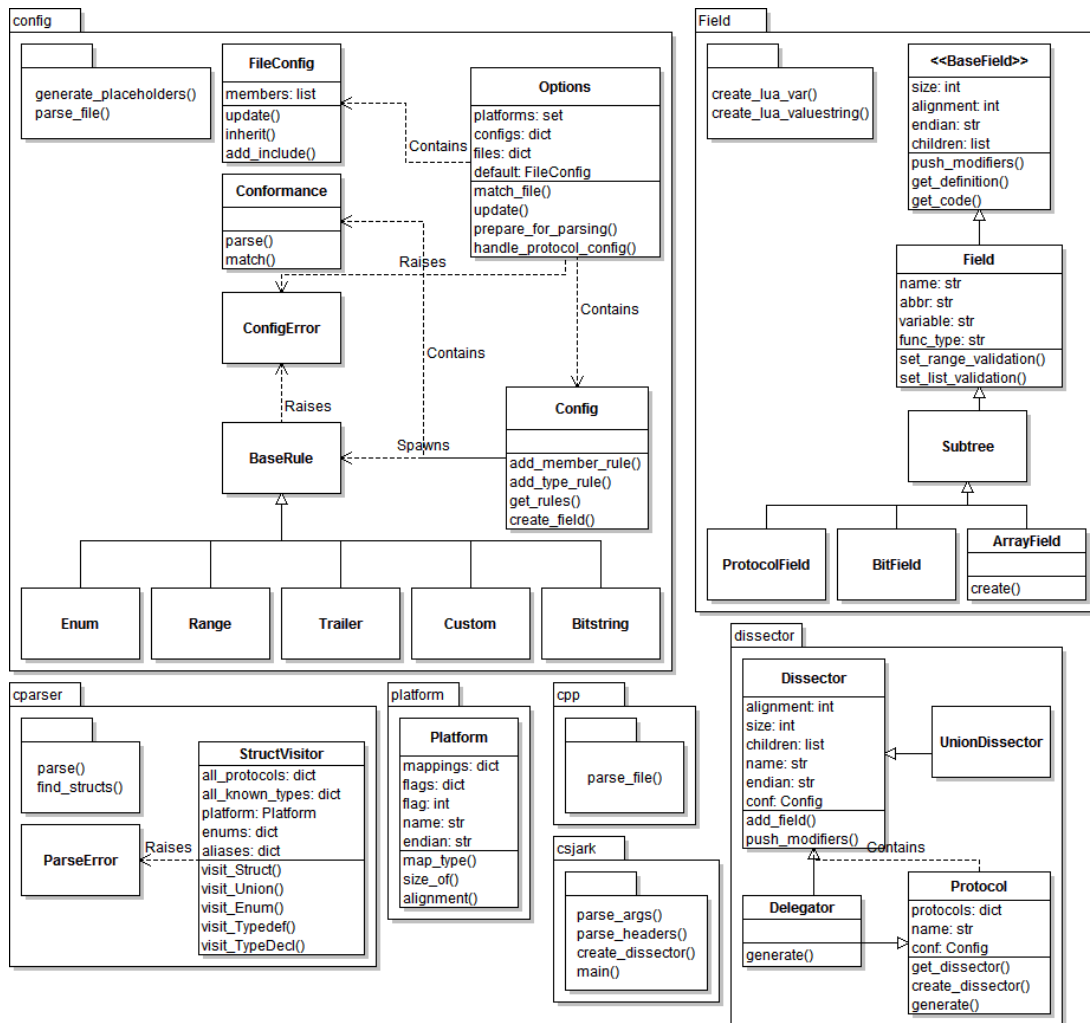 config
generate_placeholders()
parse_file()
FileConfig
members: list
update()
inherit()
add_include()
Options
platforms: set
configs: dict
files: dict
default: FileConfig
match_file()
update()
prepare_for_parsing()
handle_protocol_config()
Contains
Conformance
parse()
match()
Raises
ConfigError
Contains
Contains
Raises
BaseRule
Spawns
Config
add_member_rule()
add_type_rule()
get_rules()
create_field()
Enum
Range
Trailer
Custom
Bitstring
Field
create_lua_var()
create_lua_valuestring()
<<BaseField>>
size: int
alignment: int
endian: str
children: list
push_modifiers()
get_definition()
get_code()
Field
name: str
abbr: str
variable: str
func_type: str
set_range_validation()
set_list_validation()
Subtree
ProtocolField
BitField
ArrayField
create()
cparser
parse()
find_structs()
ParseError
Raises
StructVisitor
all_protocols: dict
all_known_types: dict
platform: Platform
enums: dict
aliases: dict
visit_Struct()
visit_Union()
visit_Enum()
visit_Typedef()
visit_TypeDecl()
platform
Platform
mappings: dict
flags: dict
flag: int
name: str
endian: str
map_type()
size_of()
alignment()
cpp
parse_file()
csjark
parse_args()
parse_headers()
create_dissector()
main()
dissector
Dissector
alignment: int
size: int
children: list
name: str
endian: str
conf: Config
add_field()
push_modifiers()
UnionDissector
Contains
Delegator
generate()
Protocol
protocols: dict
name: str
conf: Config
get_dissector()
create_dissector()
generate()